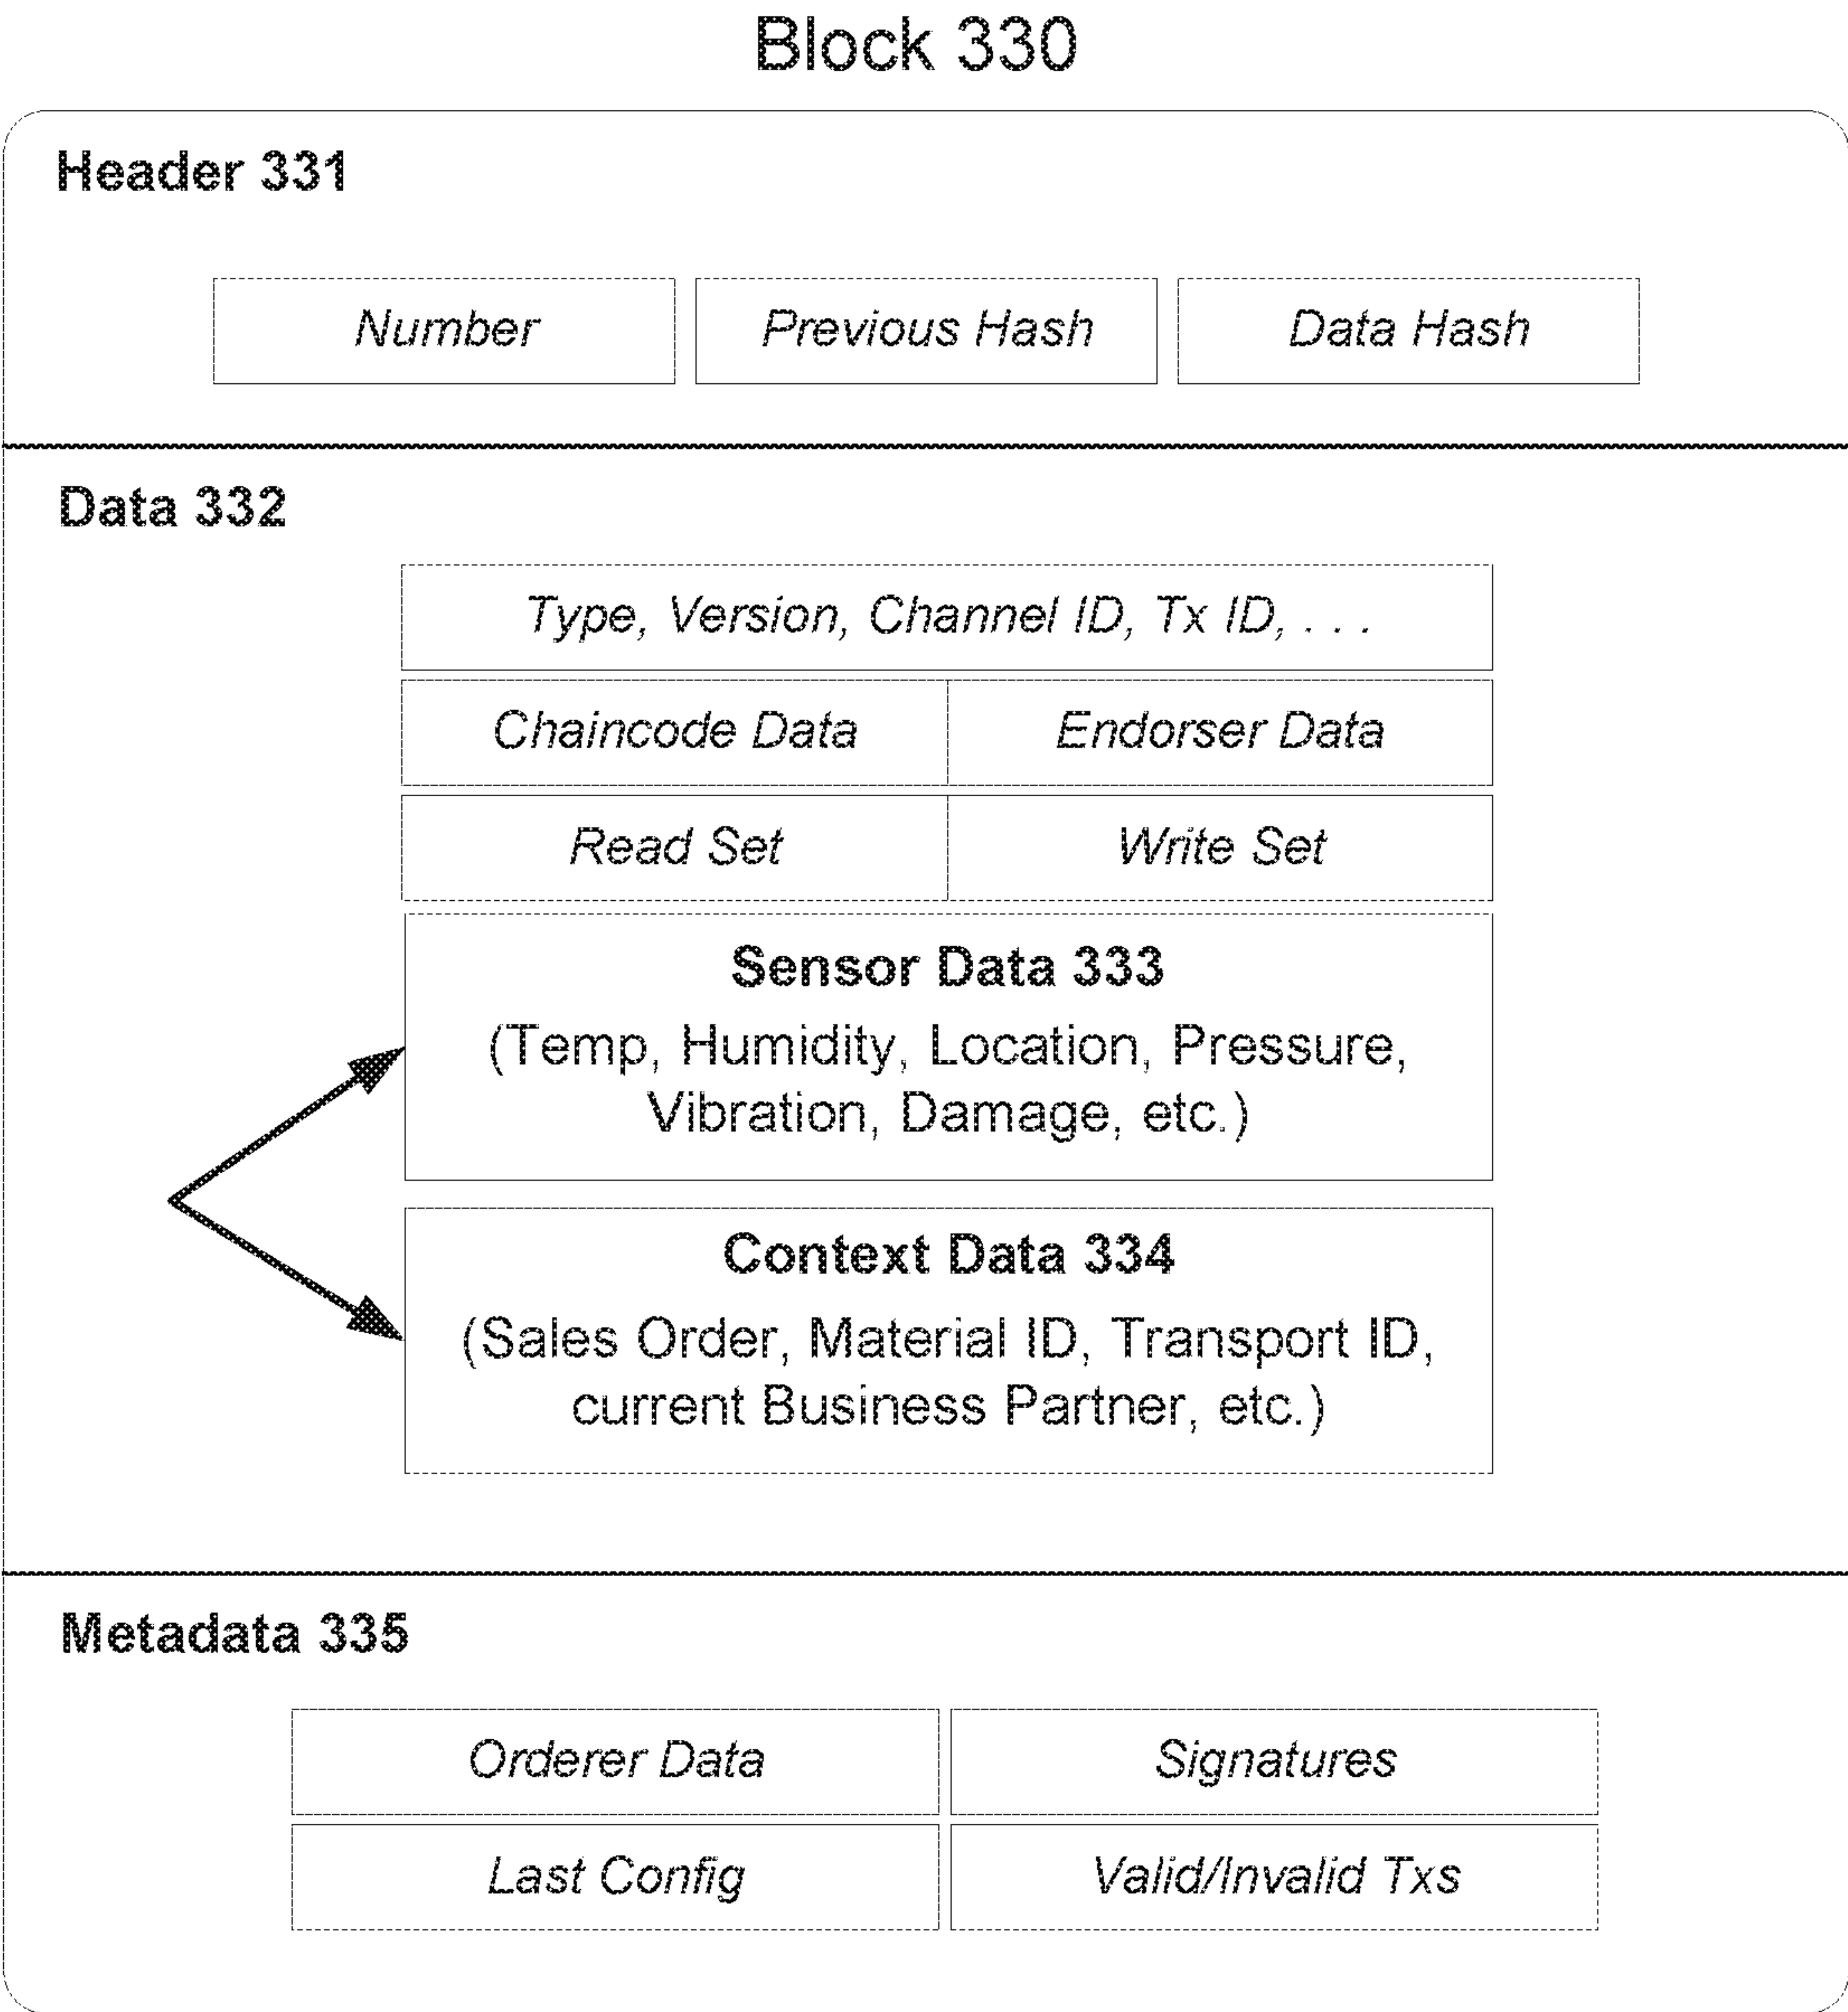 Block 330
Header 331
Number
Previous Hash
Data Hash
Data 332
Type, Version, Channel ID, Tx ID, . . .
Chaincode Data
Endorser Data
Read Set
Write Set
Sensor Data 333
(Temp, Humidity, Location, Pressure,
Vibration, Damage, etc.)
Context Data 334
(Sales Order, Material ID, Transport ID,
current Business Partner, etc.)
Metadata 335
Orderer Data
Signatures
Last Config
Valid/Invalid Txs